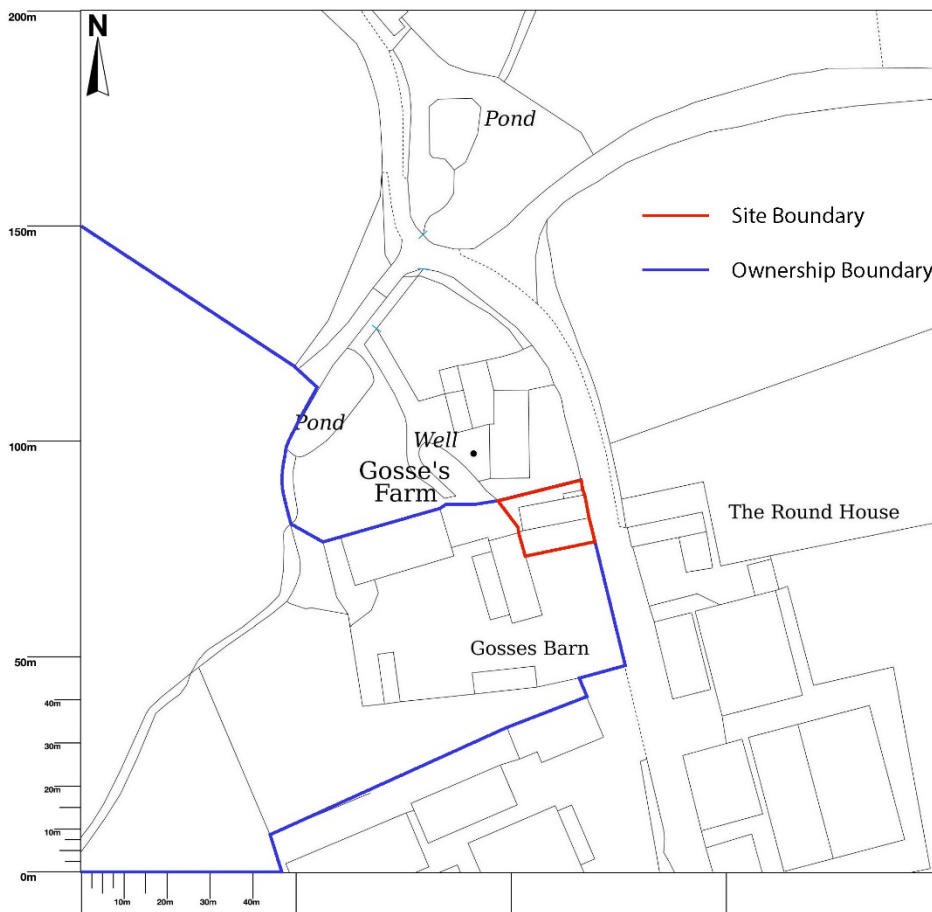 200m
N
Pond
150m
Site Boundary
Ownership Boundary
Pond
100m
Well
Gosse's
Farm
The Round House
Gosses Barn
50m
40m
30m
20m
10m
0m
10m
20m
30m
40m